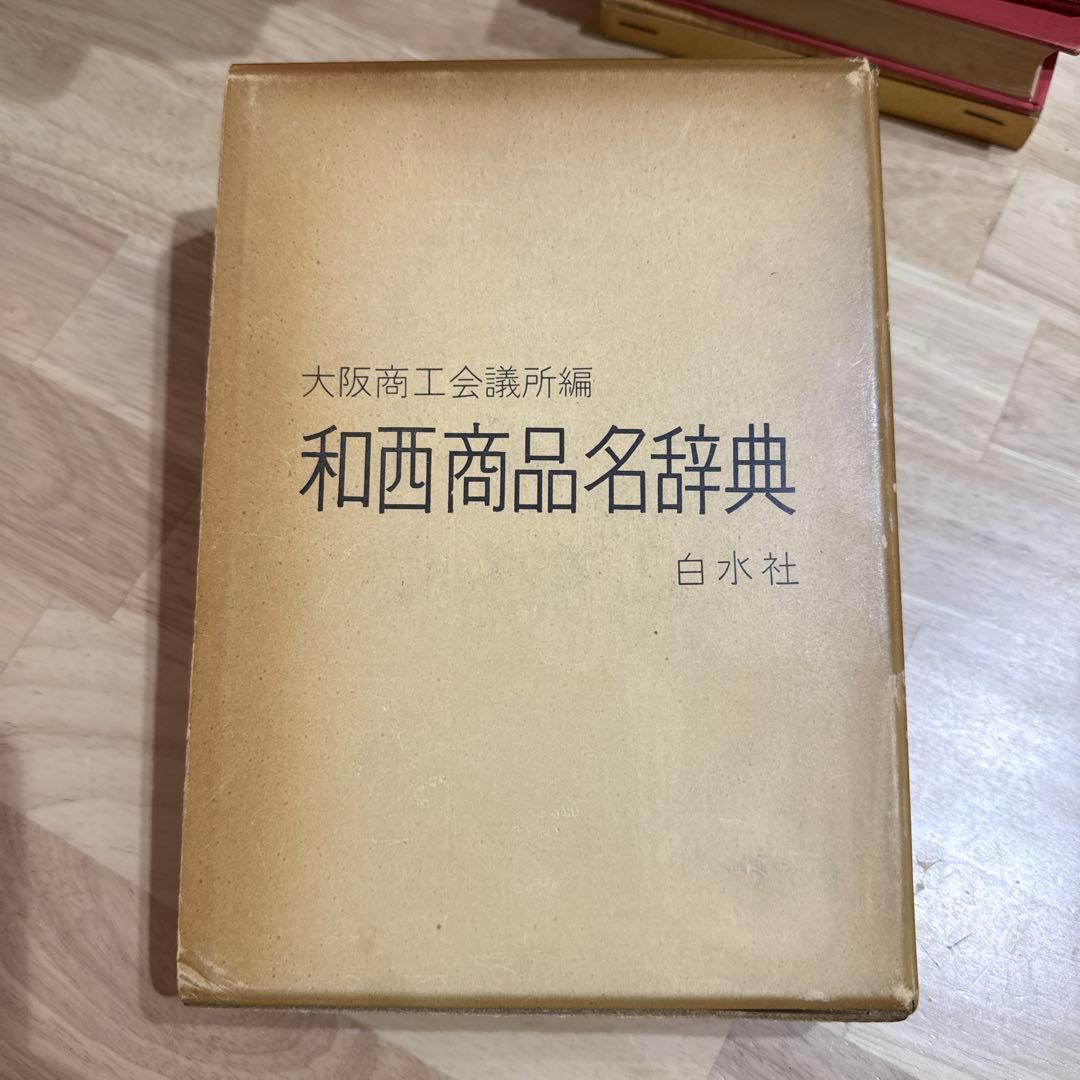 大阪商工会議所編
和西商品名辞典
白水社